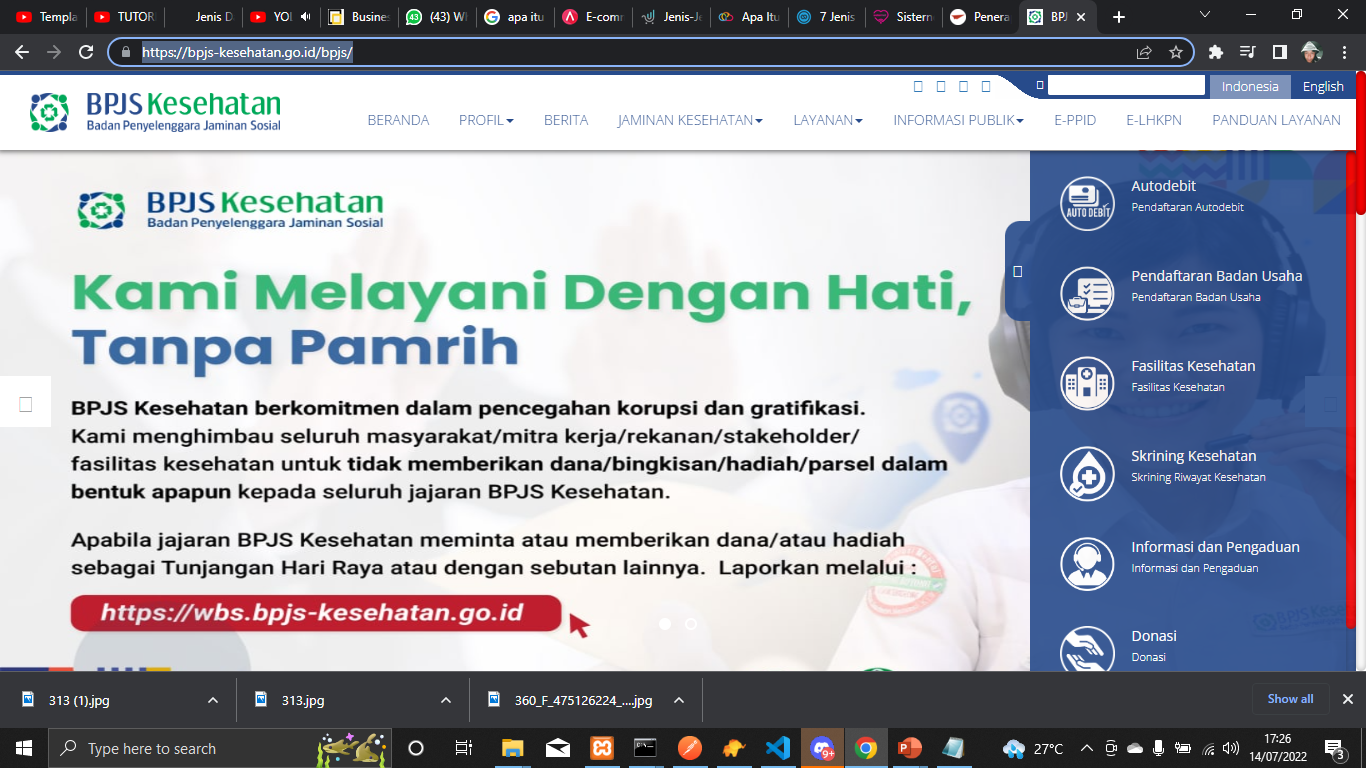 Templa
TUTOR
Jenis D
YOU
Busine
(43) W
apa itu
E-comr
Jenis-Je
Apa Itu
7 Jenis
Sistem
Penera
BPJ
https://bpjs-kesehatan.go.id/bpjs/
Indonesia
English
BPJS Kesehatan
Badan Penyelenggara Jaminan Sosial
BERANDA
PROFIL
BERITA
JAMINAN KESEHATAN
LAYANAN
INFORMASI PUBLIK
E-PPID
E-LHKPN
PANDUAN LAYANAN
BPJS Kesehatan
Badan Penyelenggara Jaminan Sosial
Kami Melayani Dengan Hati,
Tanpa Pamrih
BPJS Kesehatan berkomitmen dalam pencegahan korupsi dan gratifikasi.
Kami menghimbau seluruh masyarakat/mitra kerja/rekanan/stakeholder/
fasilitas kesehatan untuk tidak memberikan dana/bingkisan/hadiah/parsel dalam
bentuk apapun kepada seluruh jajaran BPJS Kesehatan.
Apabila jajaran BPJS Kesehatan meminta atau memberikan dana/atau hadiah
sebagai Tunjangan Hari Raya atau dengan sebutan lainnya. Laporkan melalui :
https://wbs.bpjs-kesehatan.go.id
AUTO DEBIT
Autodebit
Pendaftaran Autodebit
Pendaftaran Badan Usaha
Pendaftaran Badan Usaha
Fasilitas Kesehatan
Fasilitas Kesehatan
Skrining Kesehatan
Skrining Riwayat Kesehatan
Informasi dan Pengaduan
Informasi dan Pengaduan
Donasi
Donasi
313 (1).jpg
313.jpg
360_F_475126224_....jpg
Show all
Type here to search
9+
27°C
17:26
14/07/2022
3